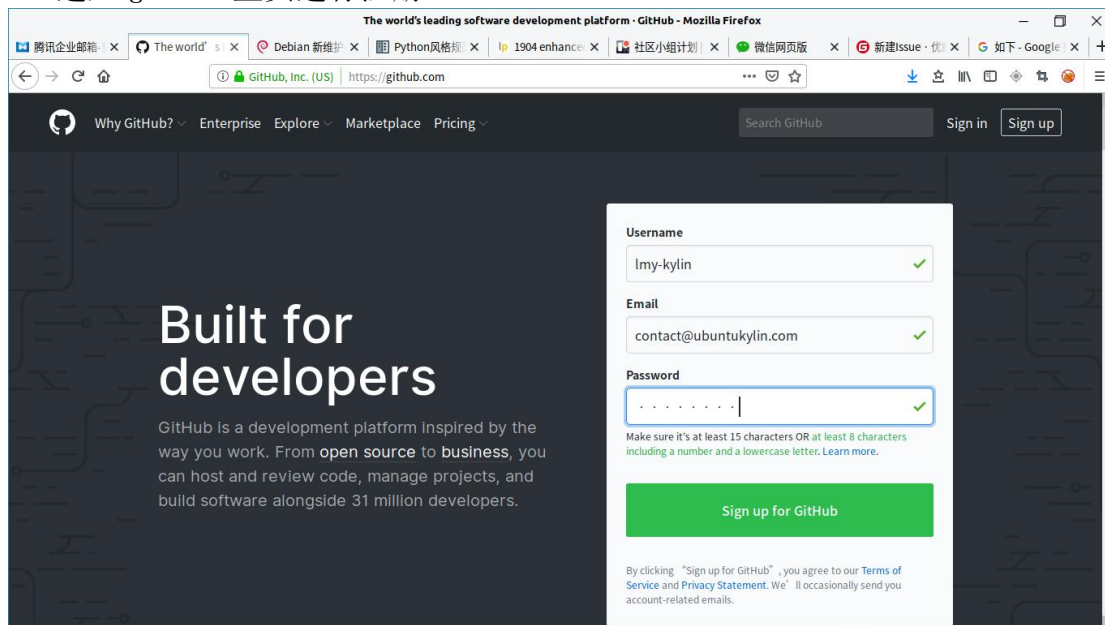 The world's leading software development platform · GitHub - Mozilla Firefox
腾讯企业邮箱-
The world's l
Debian 新维护
Python风格规
lp 1904 enhance
社区小组计划
微信网页版
新建Issue · 优
如下 - Google
GitHub, Inc. (US) https://github.com
Why GitHub? Enterprise Explore Marketplace Pricing Search GitHub Sign in Sign up
Username
lmy-kylin
Email
contact@ubuntukylin.com
Password
Make sure it's at least 15 characters OR at least 8 characters
including a number and a lowercase letter. Learn more.
Sign up for GitHub
By clicking "Sign up for GitHub", you agree to our Terms of
Service and Privacy Statement. We'll occasionally send you
account-related emails.
Built for
developers
GitHub is a development platform inspired by the
way you work. From open source to business, you
can host and review code, manage projects, and
build software alongside 31 million developers.